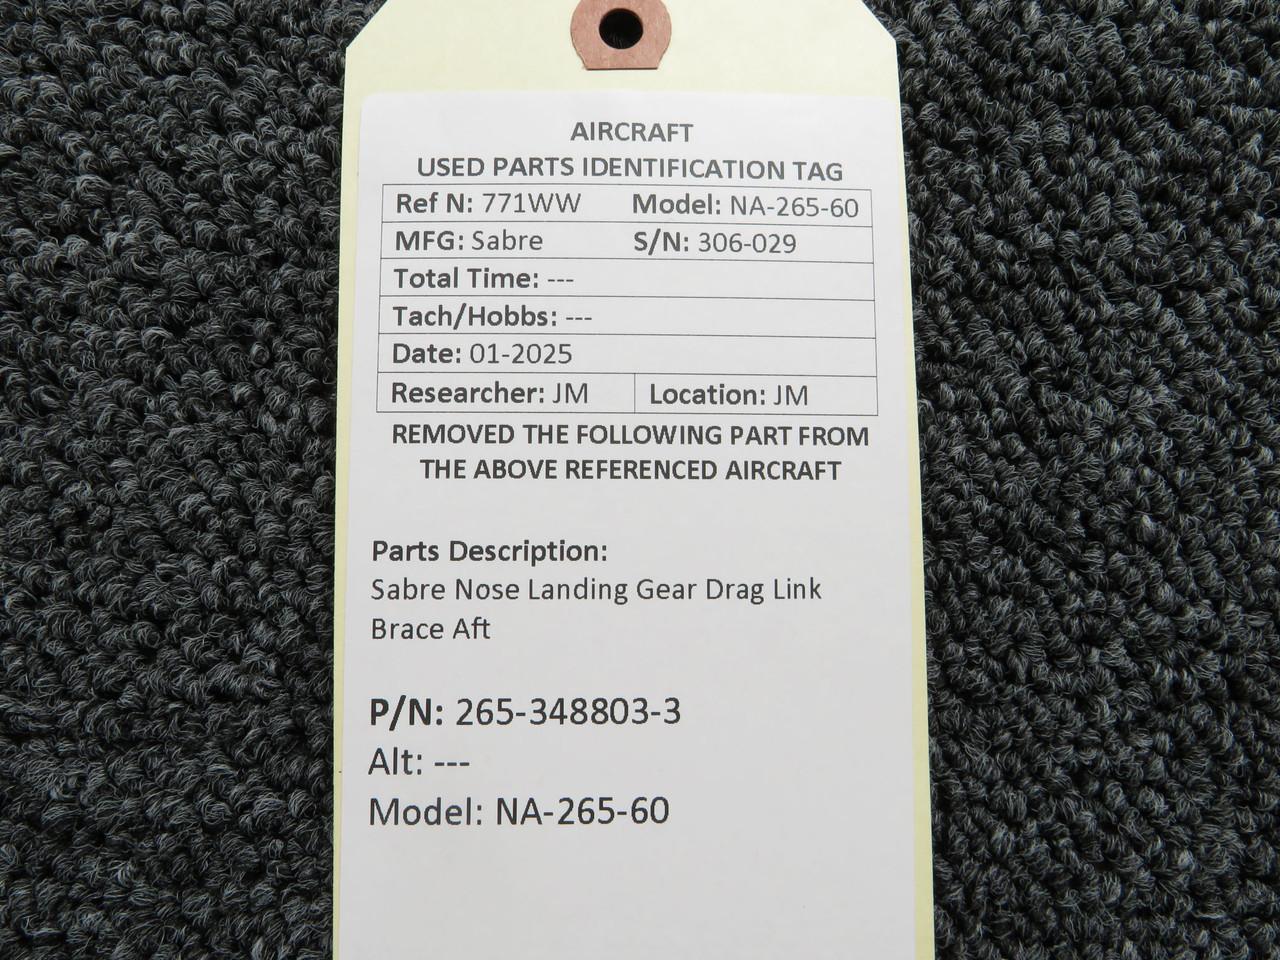 AIRCRAFT
USED PARTS IDENTIFICATION TAG
Ref N: 771WW Model: NA-265-60
MFG: Sabre S/N: 306-029
Total Time: ---
Tach/Hobbs: ---
Date: 01-2025
Researcher: JM Location: JM
REMOVED THE FOLLOWING PART FROM
THE ABOVE REFERENCED AIRCRAFT
Parts Description:
Sabre Nose Landing Gear Drag Link
Brace Aft
P/N: 265-348803-3
Alt: ---
Model: NA-265-60